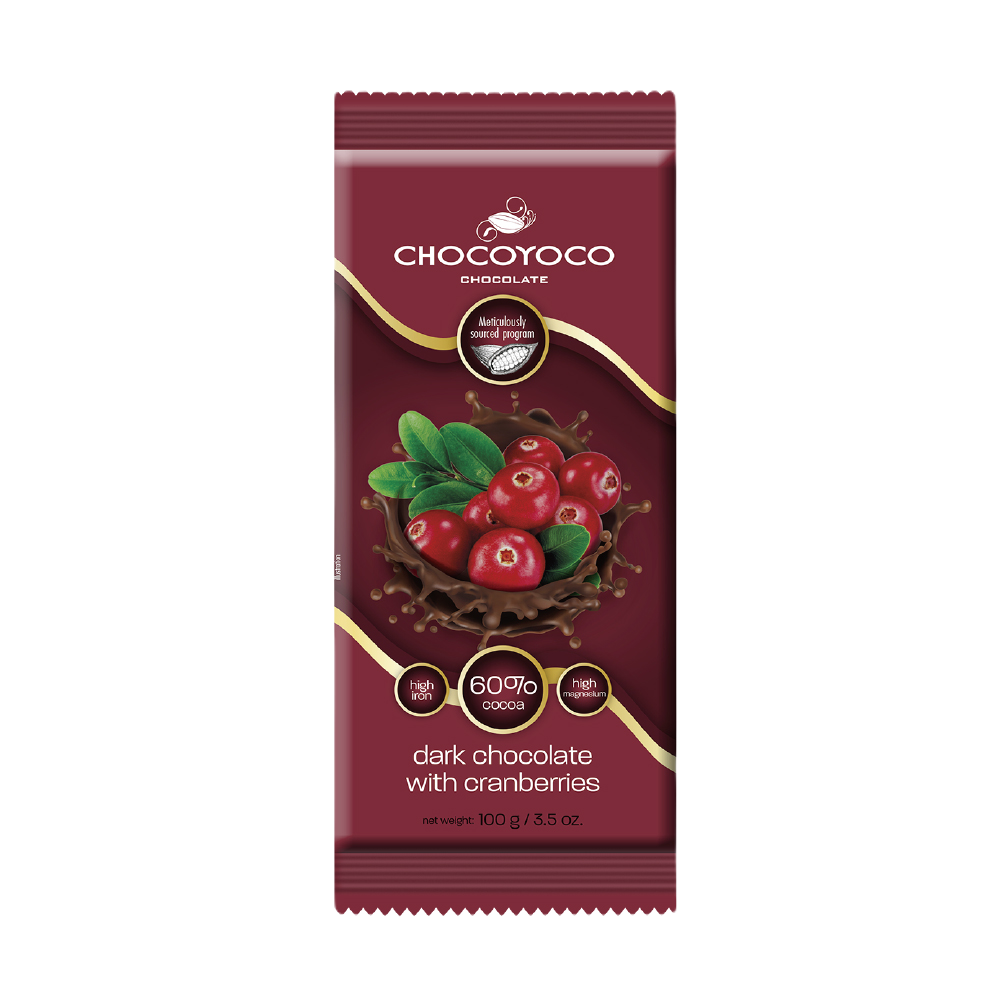 CHOCOYOCO
CHOCOLATE
Meticulously
sourced program
illustration
high
iron
60%
cocoa
high
magnesium
dark chocolate
with cranberries
net weight: 100 g / 3.5 oz.